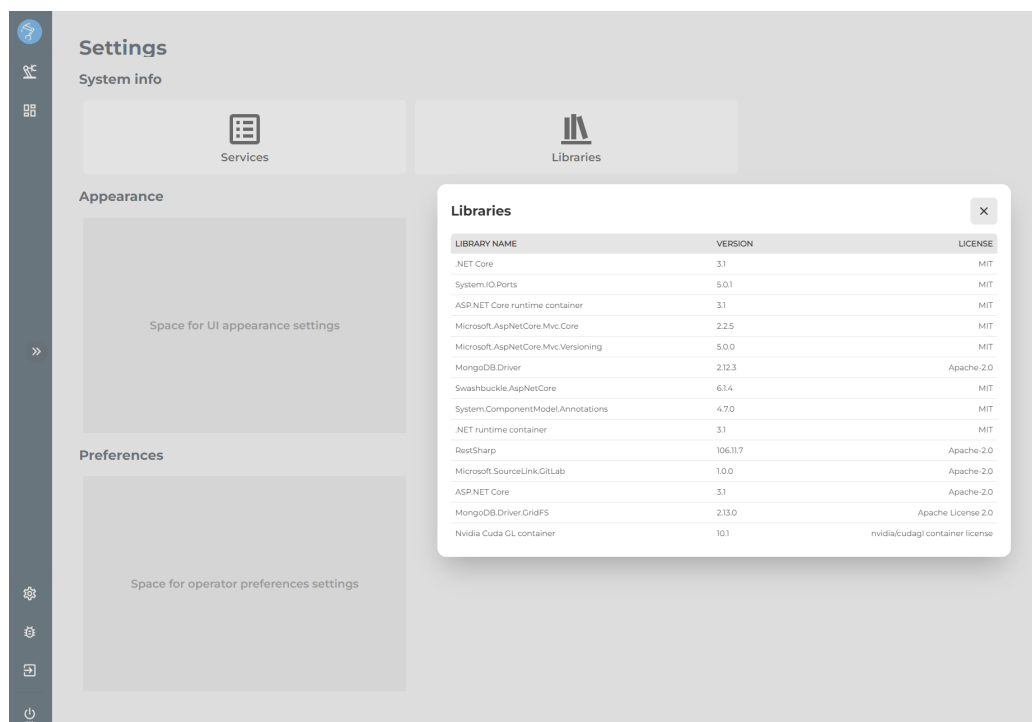 Settings
System info
Services
Libraries
Appearance
Space for UI appearance settings
Preferences
Space for operator preferences settings
Libraries
LIBRARY NAME VERSION LICENSE
.NET Core 3.1 MIT
System.IO.Ports 5.0.1 MIT
ASP.NET Core runtime container 3.1 MIT
Microsoft.AspNetCore.Mvc.Core 2.2.5 MIT
Microsoft.AspNetCore.Mvc.Versioning 5.0.0 MIT
MongoDB.Driver 2.12.3 Apache-2.0
Swashbuckle.AspNetCore 6.1.4 MIT
System.ComponentModel.Annotations 4.7.0 MIT
.NET runtime container 3.1 MIT
RestSharp 106.11.7 Apache-2.0
Microsoft.SourceLink.GitLab 1.0.0 Apache-2.0
ASP.NET Core 3.1 Apache-2.0
MongoDB.Driver.GridFS 2.13.0 Apache License 2.0
Nvidia Cuda GL container 10.1 nvidia/cudagl container license